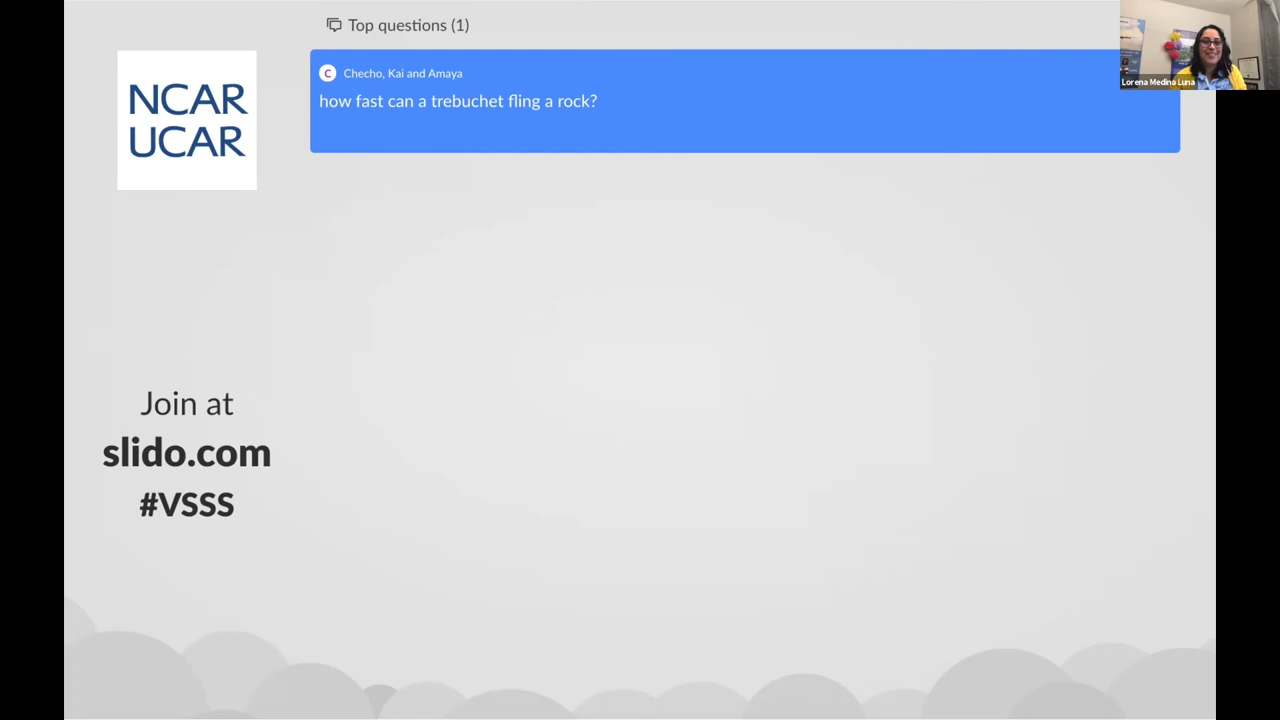 Top questions (1)
NCAR
UCAR
C
Checho, Kai and Amaya
how fast can a trebuchet fling a rock?
Lorena Medina Luna
Join at
slido.com
#VSSS